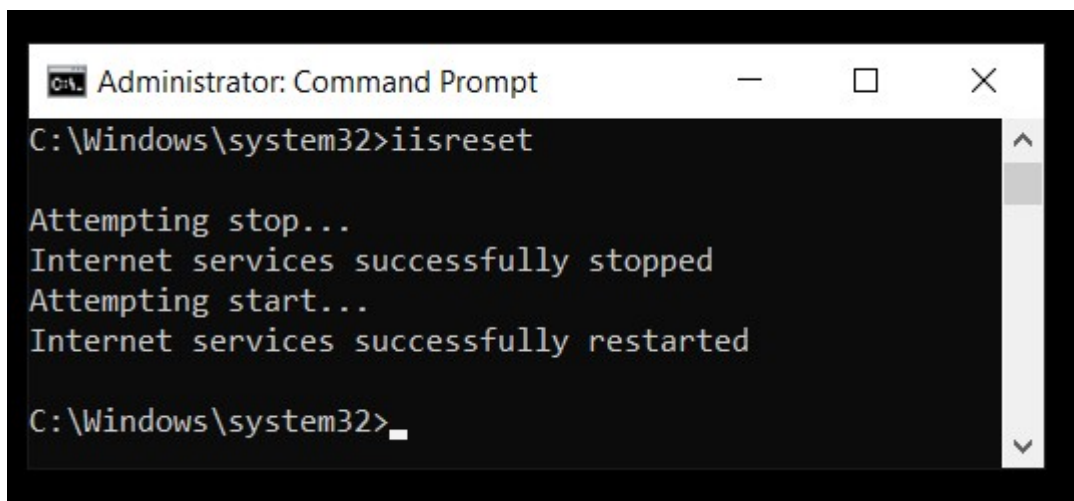 Administrator: Command Prompt
C:\Windows\system32>iisreset
Attempting stop...
Internet services successfully stopped
Attempting start...
Internet services successfully restarted
C:\Windows\system32>